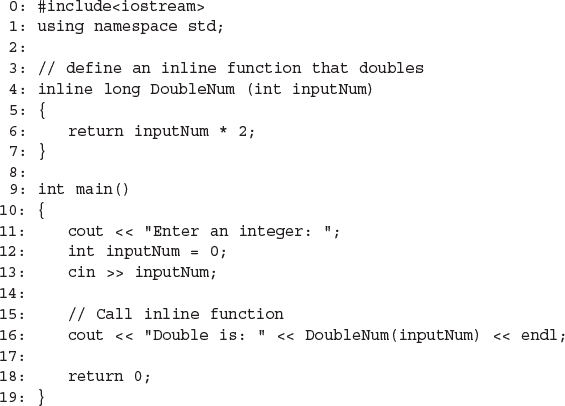 0: #include<iostream>
1: using namespace std;
2:
3: // define an inline function that doubles
4: inline long DoubleNum (int inputNum)
5: {
6:    return inputNum * 2;
7: }
8:
9: int main()
10: {
11:    cout << "Enter an integer: ";
12:    int inputNum = 0;
13:    cin >> inputNum;
14:
15:    // Call inline function
16:    cout << "Double is: " << DoubleNum(inputNum) << endl;
17:
18:    return 0;
19: }